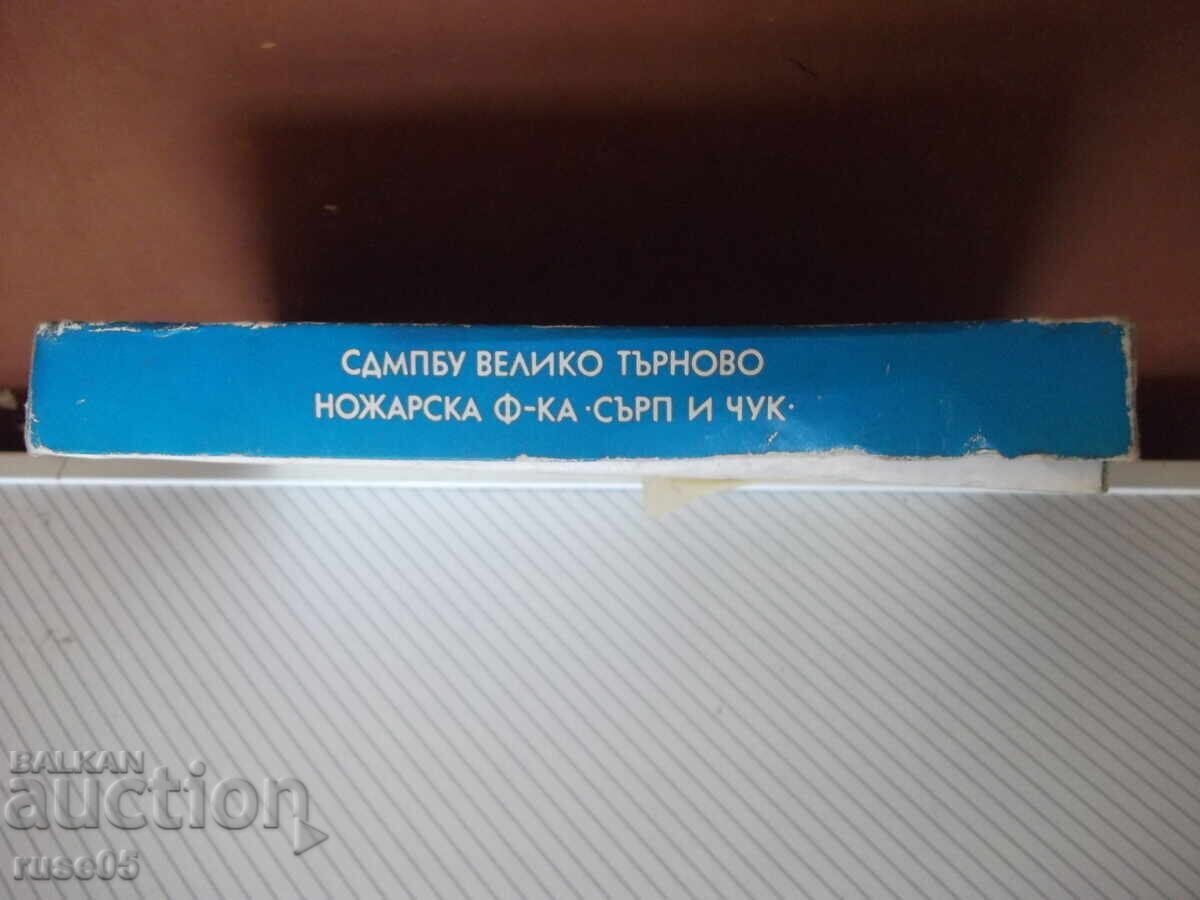 СДМПБУ ВЕЛИКО ТЪРНОВО
НОЖАРСКА Ф-КА ·СЪРП И ЧУК·
BALKAN
auction
ruse05